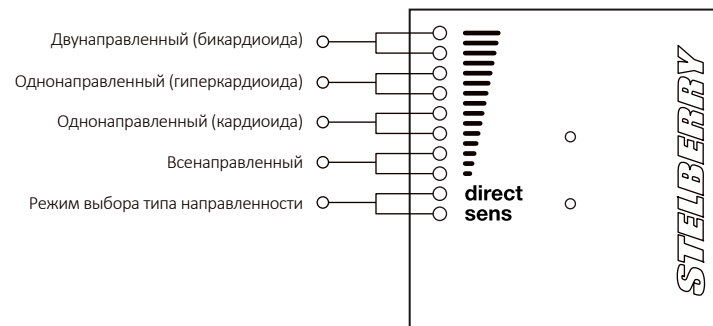 Двунаправленный (бикардиоида)
Однонаправленный (гиперкардиоида)
Однонаправленный (кардиоида)
Всенаправленный
Режим выбора типа направленности
direct
sens
STELBERRY